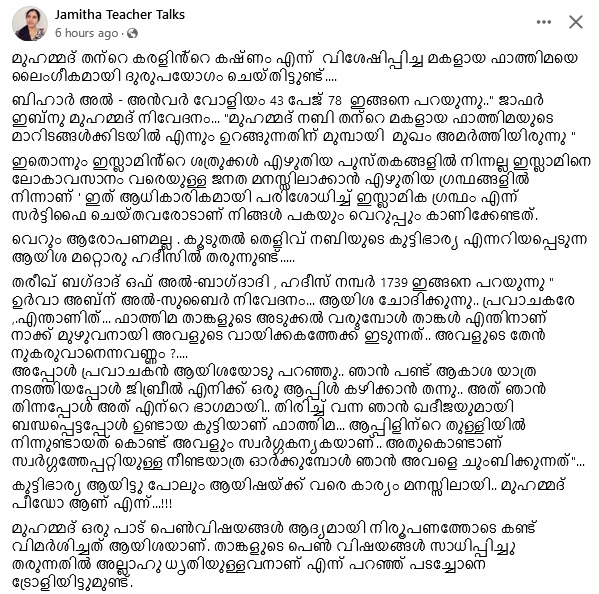 Jamitha Teacher Talks
6 hours ago ·
മുഹമ്മദ് തന്റെ കരളിൻ്റെ കഷ്ണം എന്ന് വിശേഷിപ്പിച്ച മകളായ ഫാത്തിമയെ
ലൈംഗീകമായി ദുരുപയോഗം ചെയ്തിട്ടുണ്ട്....
ബിഹാർ അൽ - അൻവർ വോളിയം 43 പേജ് 78 ഇങ്ങനെ പറയുന്നു.." ജാഫർ
ഇബ്നു മുഹമ്മദ് നിവേദനം... "മുഹമ്മദ് നബി തന്റെ മകളായ ഫാത്തിമയുടെ
മാറിടങ്ങൾക്കിടയിൽ എന്നും ഉറങ്ങുന്നതിന് മുമ്പായി മുഖം അമർത്തിയിരുന്നു "
ഇതൊന്നും ഇസ്ലാമിൻ്റെ ശത്രുക്കൾ എഴുതിയ പുസ്തകങ്ങളിൽ നിന്നല്ല ഇസ്ലാമിനെ
ലോകാവസാനം വരെയുള്ള ജനത മനസ്സിലാക്കാൻ എഴുതിയ ഗ്രന്ഥങ്ങളിൽ
നിന്നാണ് ' ഇത് ആധികാരികമായി പരിശോധിച്ച് ഇസ്ലാമിക ഗ്രന്ഥം എന്ന്
സർട്ടിഫൈ ചെയ്തവരോടാണ് നിങ്ങൾ പകയും വെറുപ്പും കാണിക്കേണ്ടത്.
വെറും ആരോപണമല്ല . കൂടുതൽ തെളിവ് നബിയുടെ കുട്ടിഭാര്യ എന്നറിയപ്പെടുന്ന
ആയിശ മറ്റൊരു ഹദീസിൽ തരുന്നുണ്ട്.....
തരീഖ് ബഗ്ദാദ് ഒഫ് അൽ-ബാഗ്ദാദി , ഹദീസ് നമ്പർ 1739 ഇങ്ങനെ പറയുന്നു "
ഉർവാ അബ്ന് അൽ-സുബൈർ നിവേദനം... ആയിശ ചോദിക്കുന്നു.. പ്രവാചകരേ
,.എന്താണിത്... ഫാത്തിമ താങ്കളുടെ അടുക്കൽ വരുമ്പോൾ താങ്കൾ എന്തിനാണ്
നാക്ക് മുഴുവനായി അവളുടെ വായിക്കകത്തേക്ക് ഇടുന്നത്.. അവളുടെ തേൻ
നുകരുവാനെന്നവണ്ണം ?....
അപ്പോൾ പ്രവാചകൻ ആയിശയോടു പറഞ്ഞു.. ഞാൻ പണ്ട് ആകാശ യാത്ര
നടത്തിയപ്പോൾ ജിബ്രീൽ എനിക്ക് ഒരു ആപ്പിൾ കഴിക്കാൻ തന്നു.. അത് ഞാൻ
തിന്നപ്പോൾ അത് എന്റെ ഭാഗമായി.. തിരിച്ച് വന്ന ഞാൻ ഖദീജയുമായി
ബന്ധപ്പെട്ടപ്പോൾ ഉണ്ടായ കുട്ടിയാണ് ഫാത്തിമ... ആപ്പിളിന്റെ തുള്ളിയിൽ
നിന്നുണ്ടായത് കൊണ്ട് അവളും സ്വർഗ്ഗകന്യകയാണ്.. അതുകൊണ്ടാണ്
സ്വർഗ്ഗത്തേപ്പറ്റിയുള്ള നീണ്ടയാത്ര ഓർക്കുമ്പോൾ ഞാൻ അവളെ ചുംബിക്കുന്നത്"...
കുട്ടിഭാര്യ ആയിട്ടു പോലും ആയിഷയ്ക്ക് വരെ കാര്യം മനസ്സിലായി.. മുഹമ്മദ്
പീഡോ ആണ് എന്ന്...!!!
മുഹമ്മദ് ഒരു പാട് പെൺവിഷയങ്ങൾ ആദ്യമായി നിരൂപണത്തോടെ കണ്ട്
വിമർശിച്ചത് ആയിശയാണ്. താങ്കളുടെ പെൺ വിഷയങ്ങൾ സാധിപ്പിച്ചു
തരുന്നതിൽ അല്ലാഹു ധൃതിയുള്ളവനാണ് എന്ന് പറഞ്ഞ് പടച്ചോനെ
ട്രോളിയിട്ടുമുണ്ട്.